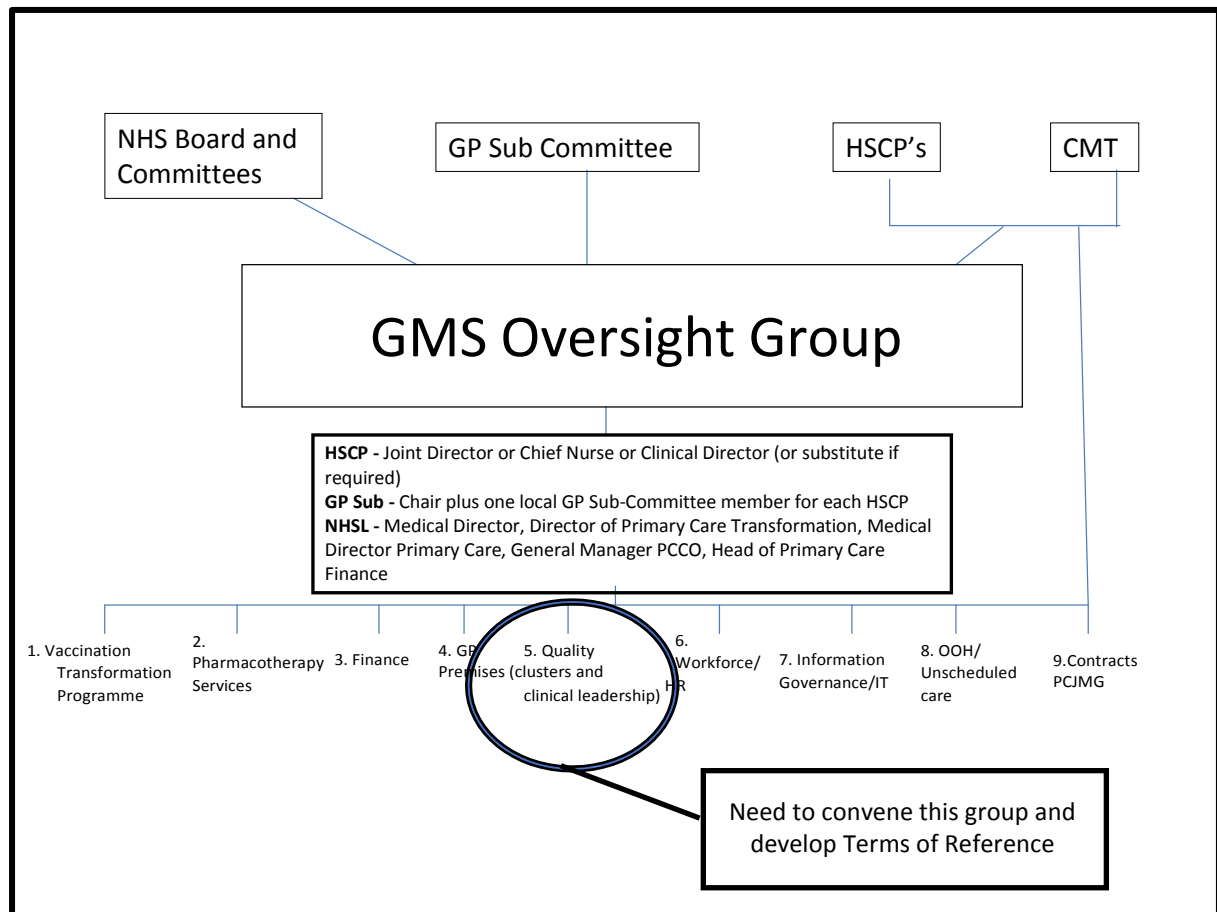 NHS Board and
Committees
GP Sub Committee
HSCP's
CMT
GMS Oversight Group
HSCP - Joint Director or Chief Nurse or Clinical Director (or substitute if
required)
GP Sub - Chair plus one local GP Sub-Committee member for each HSCP
NHSL - Medical Director, Director of Primary Care Transformation, Medical
Director Primary Care, General Manager PCCO, Head of Primary Care
Finance
1. Vaccination
Transformation
Programme
2.
Pharmacotherapy
Services
3. Finance
4. GP
Premises
5. Quality
(clusters and
clinical leadership)
6.
Workforce/
HR
7. Information
Governance/IT
8. OOH/
Unscheduled
care
9.Contracts
PCJMG
Need to convene this group and
develop Terms of Reference